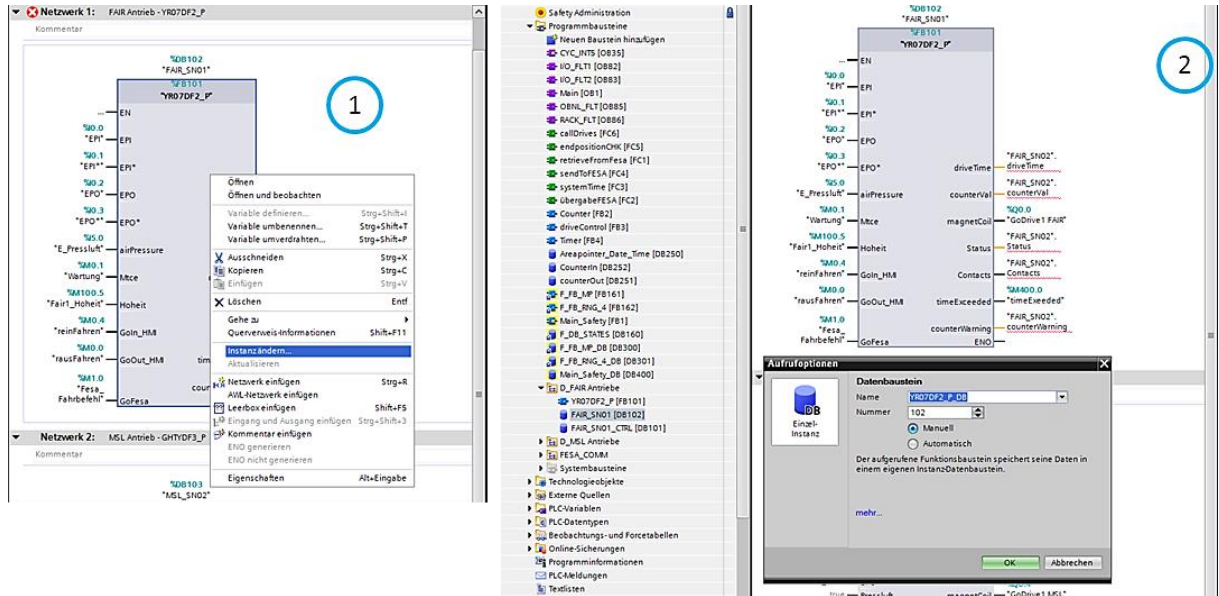 Netzwerk 1: FAIR Antrieb - YR07DF2_P
Kommentar
%DB102
"FAIR_SN01"
%FB101
"YR07DF2_P"
... EN
%I0.0
"EPI" EPI
%I0.1
"EPI*" EPI*
%I0.2
"EPO" EPO
%I0.3
"EPO*" EPO*
%I5.0
"E_Pressluft" airPressure
%M0.1
"Wartung" Mtce
%M100.5
"Fair1_Hoheit" Hoheit
%M0.4
"reinFahren" GoIn_HMI
%M0.0
"rausFahren" GoOut_HMI tim
%M1.0
"Fesa_
Fahrbefehl" GoFesa
coun
1
Öffnen
Öffnen und beobachten
Variable definieren... Strg+Shift+I
Variable umbenennen... Strg+Shift+T
Variable umverdrahten... Strg+Shift+P
Ausschneiden Strg+X
Kopieren Strg+C
Einfügen Strg+V
Löschen Entf
Gehe zu
Querverweis-Informationen Shift+F11
Instanz ändern...
Aktualisieren
Netzwerk einfügen Strg+R
AWL-Netzwerk einfügen
Leerbox einfügen Shift+F5
Eingang und Ausgang einfügen Strg+Shift+3
Kommentar einfügen
ENO generieren
ENO nicht generieren
Eigenschaften Alt+Eingabe
Netzwerk 2: MSL Antrieb - GHTYDF3_P
Kommentar
%DB103
"MSL_SN02"
Safety Administration
Programmbausteine
Neuen Baustein hinzufügen
CYC_INT5 [OB35]
I/O_FLT1 [OB82]
I/O_FLT2 [OB83]
Main [OB1]
OBNL_FLT [OB85]
RACK_FLT [OB86]
callDrives [FC6]
endpositionCHK [FC5]
retrieveFromFesa [FC1]
sendToFESA [FC4]
systemTime [FC3]
übergabeFESA [FC2]
Counter [FB2]
driveControl [FB3]
Timer [FB4]
Areapointer_Date_Time [DB250]
CounterIn [DB252]
counterOut [DB251]
F_FB_MP [FB161]
F_FB_RNG_4 [FB162]
Main_Safety [FB1]
F_DB_STATES [DB160]
F_FB_MP_DB [DB300]
F_FB_RNG_4_DB [DB301]
Main_Safety_DB [DB400]
D_FAIR Antriebe
YR07DF2_P [FB101]
FAIR_SN01 [DB102]
FAIR_SN01_CTRL [DB101]
D_MSL Antriebe
FESA_COMM
Systembausteine
Technologieobjekte
Externe Quellen
PLC-Variablen
PLC-Datentypen
Beobachtungs- und Forcetabellen
Online-Sicherungen
Programminformationen
PLC-Meldungen
Textlisten
%DB102
"FAIR_SN01"
%FB101
"YR07DF2_P"
2
... EN
%I0.0
"EPI" EPI
%I0.1
"EPI*" EPI*
%I0.2
"EPO" EPO
%I0.3
"EPO*" EPO*
%I5.0
"E_Pressluft" airPressure
%M0.1
"Wartung" Mtce
%M100.5
"Fair1_Hoheit" Hoheit
%M0.4
"reinFahren" GoIn_HMI
%M0.0
"rausFahren" GoOut_HMI
%M1.0
"Fesa_
Fahrbefehl" GoFesa
"FAIR_SN02".
driveTime driveTime
"FAIR_SN02".
counterVal counterVal
%Q0.0
magnetCoil "GoDrive1 FAIR"
"FAIR_SN02".
Status Status
"FAIR_SN02".
Contacts Contacts
%M400.0
timeExceeded "timeExeeded"
"FAIR_SN02".
counterWarning counterWarning
ENO
Aufrufoptionen
DB
Einzel-
Instanz
Datenbaustein
Name YR07DF2_P_DB
Nummer 102
Manuell
Automatisch
Der aufgerufene Funktionsbaustein speichert seine Daten in
einem eigenen Instanz-Datenbaustein.
mehr...
OK Abbrechen
true Pressluft magnetCoil "GoDrive1 MSL"